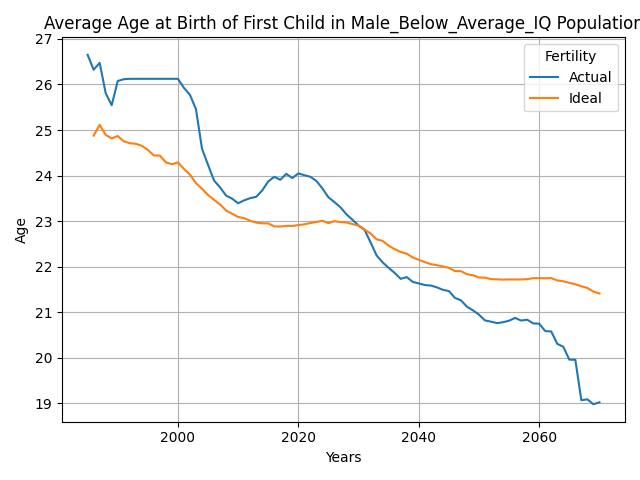 Average Age at Birth of First Child in Male_Below_Average_IQ Population
27
26
25
24
23
22
21
20
19
Age
Fertility
Actual
Ideal
2000 2020 2040 2060
Years